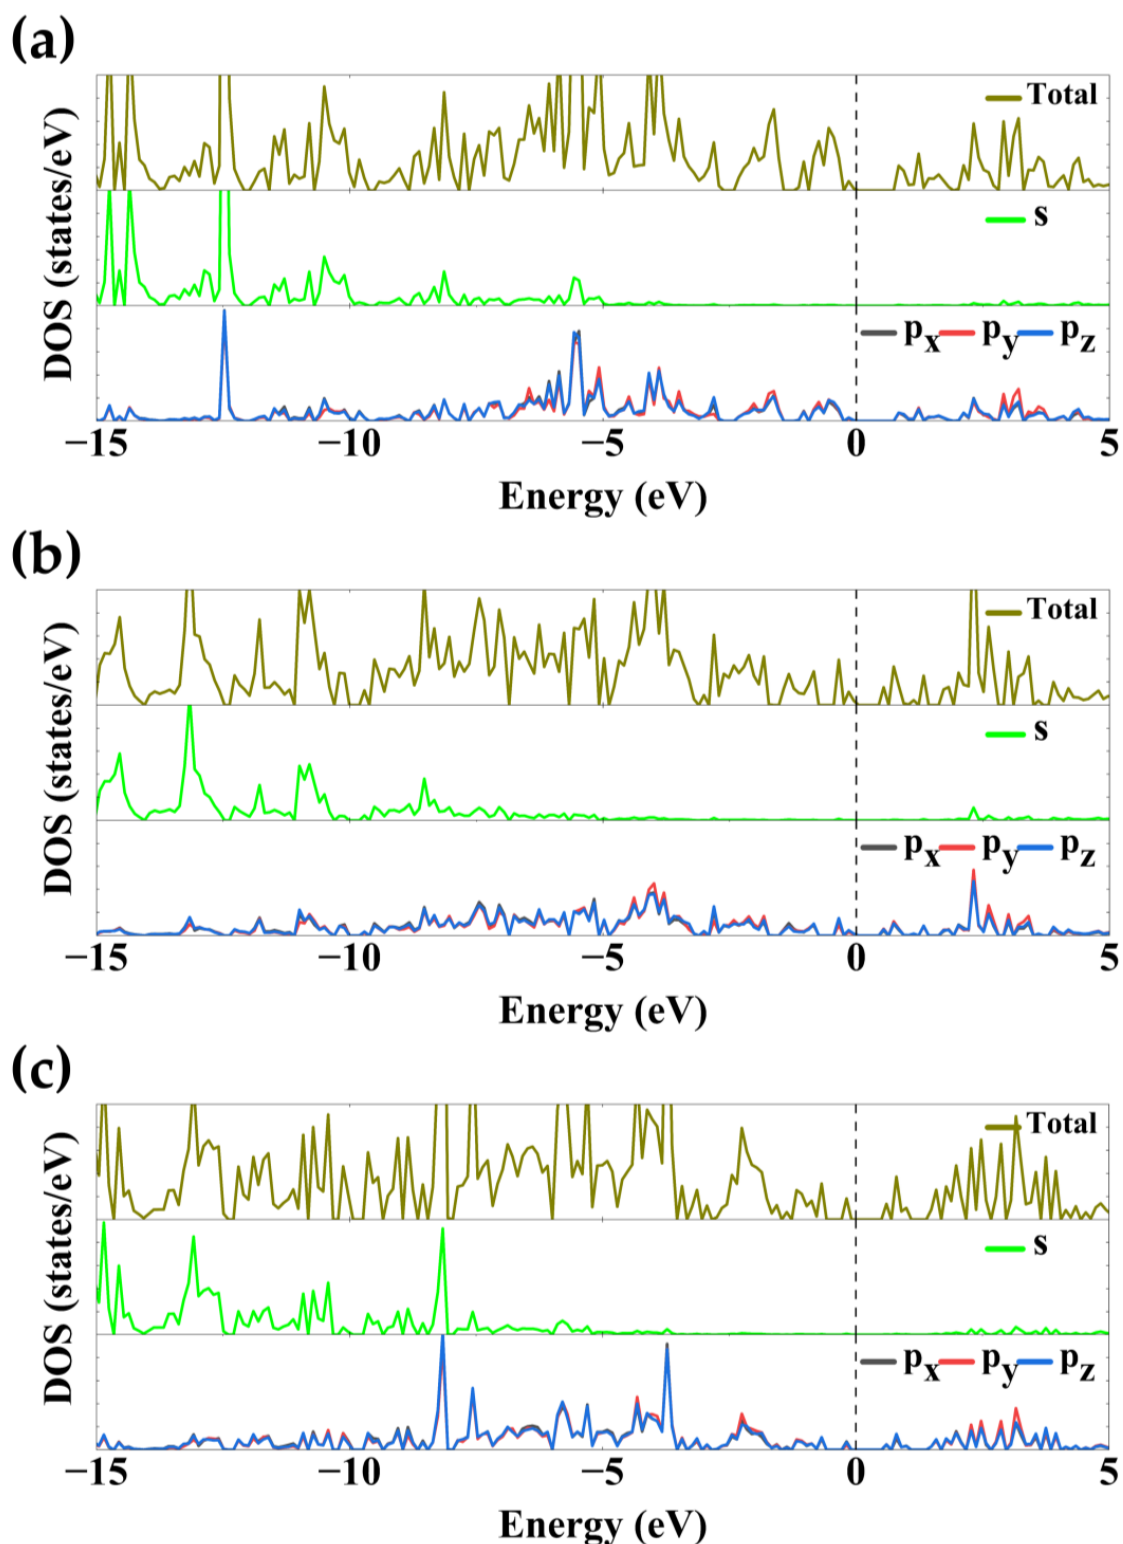 (a)
DOS (states/eV)
Total
s
px py pz
−15 −10 −5 0 5
Energy (eV)
(b)
DOS (states/eV)
Total
s
px py pz
−15 −10 −5 0 5
Energy (eV)
(c)
DOS (states/eV)
Total
s
px py pz
−15 −10 −5 0 5
Energy (eV)